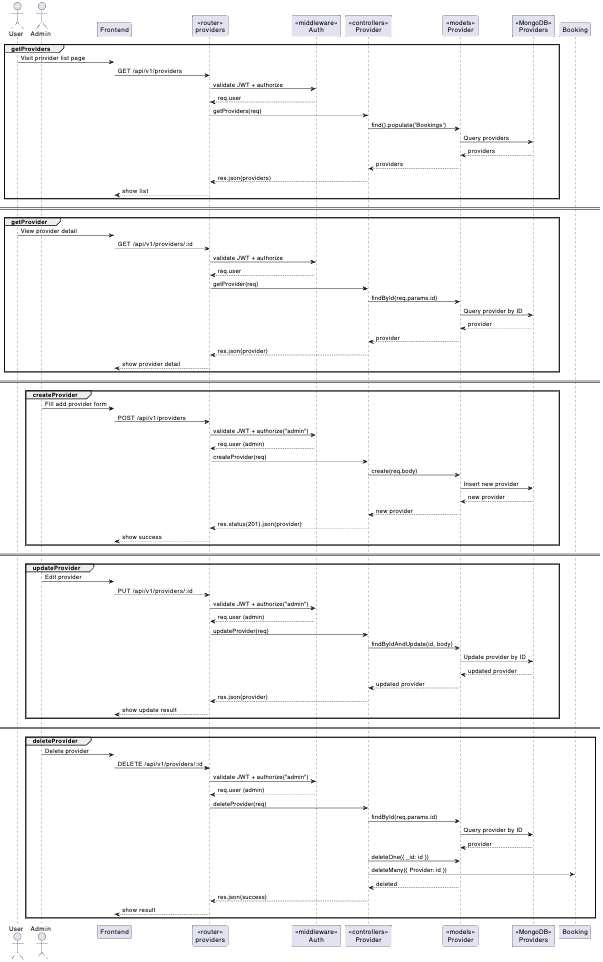 «router» «middleware» «controllers» «models» «MongoDB»
User Admin Frontend providers Auth Provider Provider Providers Booking
getProviders
Visit provider list page
GET /api/v1/providers
validate JWT + authorize
req.user
getProviders(req)
find().populate('Bookings')
Query providers
providers
providers
res.json(providers)
show list
getProvider
View provider detail
GET /api/v1/providers/:id
validate JWT + authorize
req.user
getProvider(req)
findById(req.params.id)
Query provider by ID
provider
provider
res.json(provider)
show provider detail
createProvider
Fill add provider form
POST /api/v1/providers
validate JWT + authorize("admin")
req.user (admin)
createProvider(req)
create(req.body)
Insert new provider
new provider
new provider
res.status(201).json(provider)
show success
updateProvider
Edit provider
PUT /api/v1/providers/:id
validate JWT + authorize("admin")
req.user (admin)
updateProvider(req)
findByIdAndUpdate(id, body)
Update provider by ID
updated provider
updated provider
res.json(provider)
show update result
deleteProvider
Delete provider
DELETE /api/v1/providers/:id
validate JWT + authorize("admin")
req.user (admin)
deleteProvider(req)
findById(req.params.id)
Query provider by ID
provider
deleteOne({ _id: id })
deleteMany({ Provider: id })
deleted
res.json(success)
show result
«router» «middleware» «controllers» «models» «MongoDB»
User Admin Frontend providers Auth Provider Provider Providers Booking